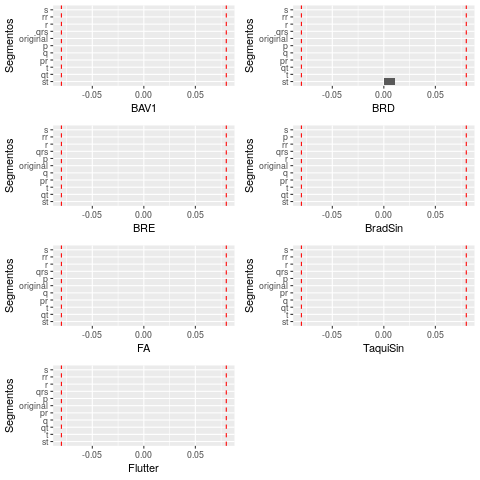 Segmentos
s
rr
r
qrs
original
p
q
pr
t
qt
st
-0.05 0.00 0.05
BAV1
Segmentos
s
rr
r
qrs
original
p
q
pr
t
qt
st
-0.05 0.00 0.05
BRD
Segmentos
s
rr
r
qrs
p
original
q
pr
t
qt
st
-0.05 0.00 0.05
BRE
Segmentos
s
rr
r
qrs
p
original
q
pr
t
qt
st
-0.05 0.00 0.05
BradSin
Segmentos
s
rr
r
qrs
p
original
q
pr
t
qt
st
-0.05 0.00 0.05
FA
Segmentos
s
rr
r
qrs
p
original
pr
q
qt
t
st
-0.05 0.00 0.05
TaquiSin
Segmentos
s
rr
r
qrs
p
original
pr
q
qt
t
st
-0.05 0.00 0.05
Flutter